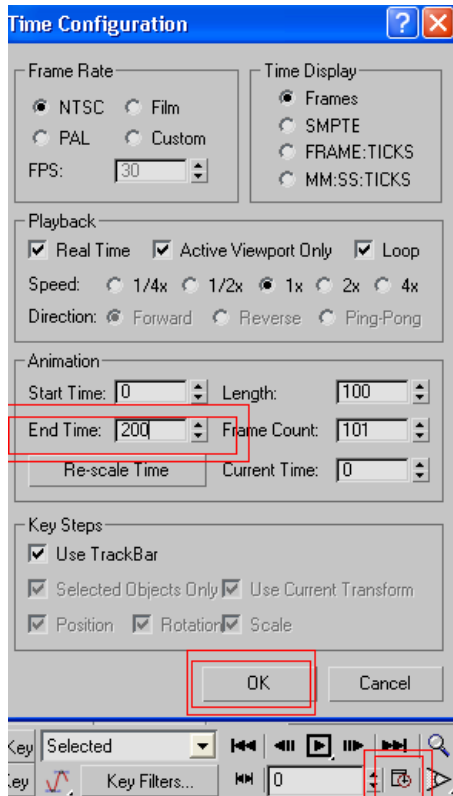 Time Configuration
Frame Rate
NTSC Film
PAL Custom
FPS: 30
Time Display
Frames
SMPTE
FRAME:TICKS
MM:SS:TICKS
Playback
Real Time Active Viewport Only Loop
Speed: 1/4x 1/2x 1x 2x 4x
Direction: Forward Reverse Ping-Pong
Animation
Start Time: 0 Length: 100
End Time: 200 Frame Count: 101
Re-scale Time Current Time: 0
Key Steps
Use TrackBar
Selected Objects Only Use Current Transform
Position Rotation Scale
OK Cancel
Key Selected
Key Filters... 0